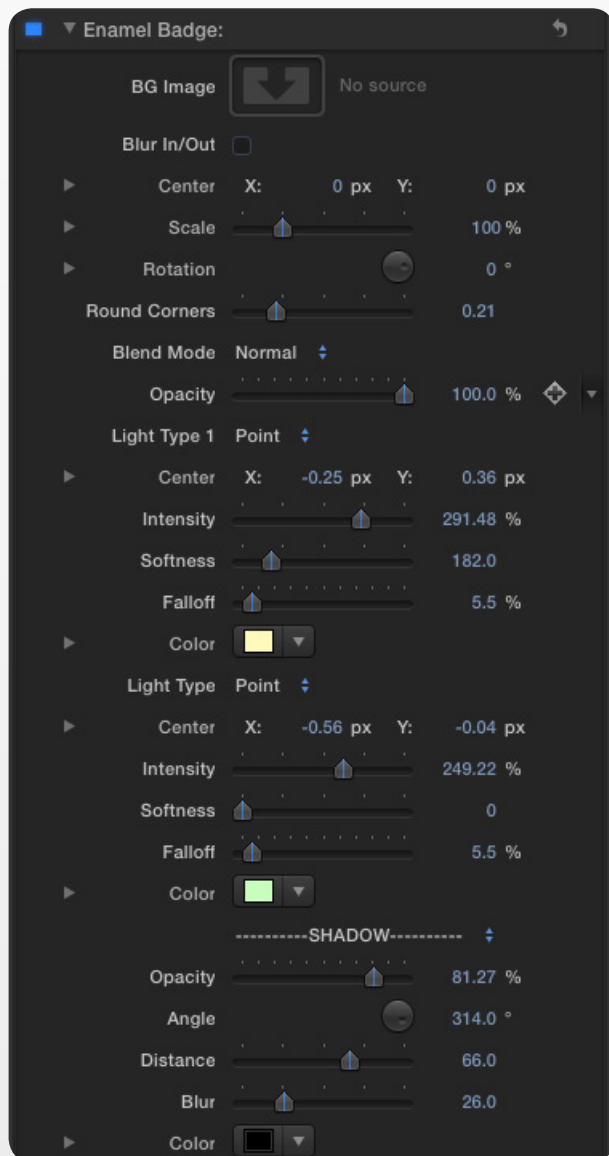 Enamel Badge:
BG Image No source
Blur In/Out
Center X: 0 px Y: 0 px
Scale 100 %
Rotation 0 °
Round Corners 0.21
Blend Mode Normal
Opacity 100.0 %
Light Type 1 Point
Center X: -0.25 px Y: 0.36 px
Intensity 291.48 %
Softness 182.0
Falloff 5.5 %
Color
Light Type Point
Center X: -0.56 px Y: -0.04 px
Intensity 249.22 %
Softness 0
Falloff 5.5 %
Color
----------SHADOW----------
Opacity 81.27 %
Angle 314.0 °
Distance 66.0
Blur 26.0
Color